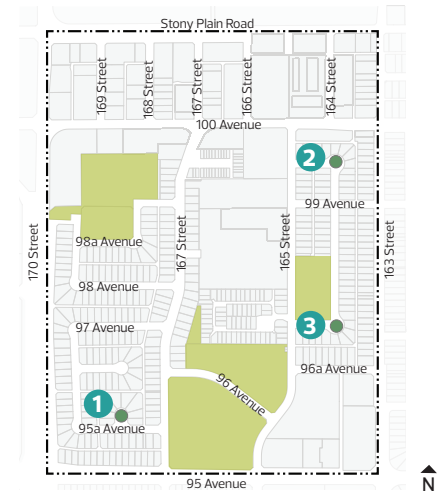 Stony Plain Road
169 Street
168 Street
167 Street
166 Street
164 Street
100 Avenue
2
99 Avenue
170 Street
98a Avenue
167 Street
165 Street
163 Street
98 Avenue
97 Avenue
3
96a Avenue
96 Avenue
1
95a Avenue
95 Avenue
N